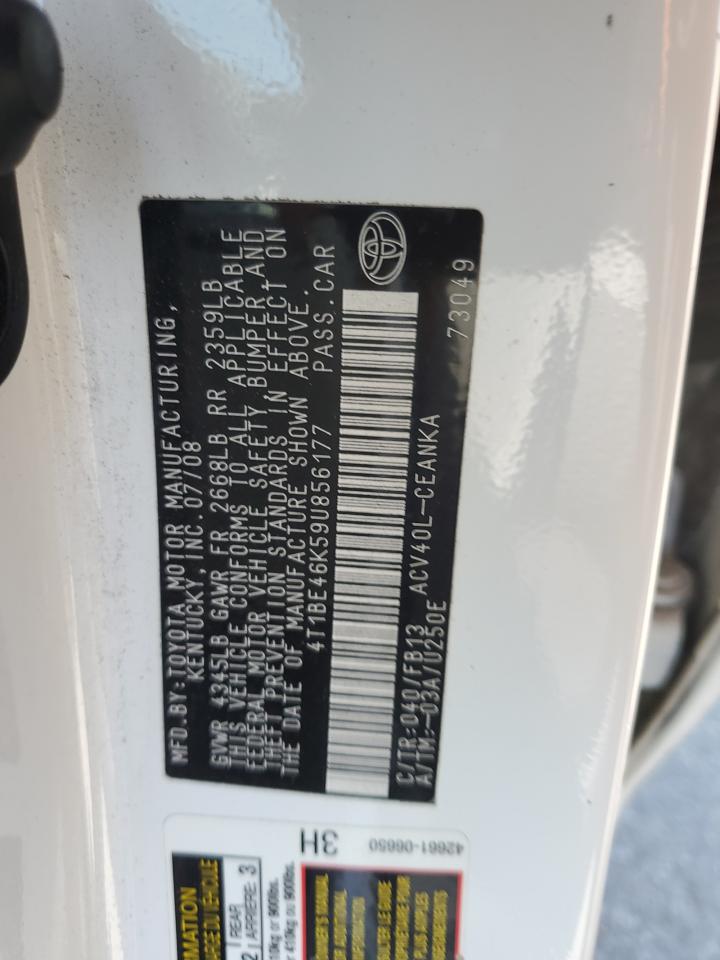 MFD.BY:TOYOTA MOTOR MANUFACTURING,
KENTUCKY,INC.07/08
GVWR 4345LB GAWR FR 2668LB RR 2359LB
THIS VEHICLE CONFORMS TO ALL APPLICABLE
FEDERAL MOTOR VEHICLE SAFETY,BUMPER,AND
THEFT PREVENTION STANDARDS IN EFFECT ON
THE DATE OF MANUFACTURE SHOWN ABOVE.
4T1BE46K59U856177 PASS.CAR
C/TR:040/FB13 ACV40L-CEANKA
A/TM:-03A/U250E 73049
3H
42661-06650
REAR
ARRIERE 3